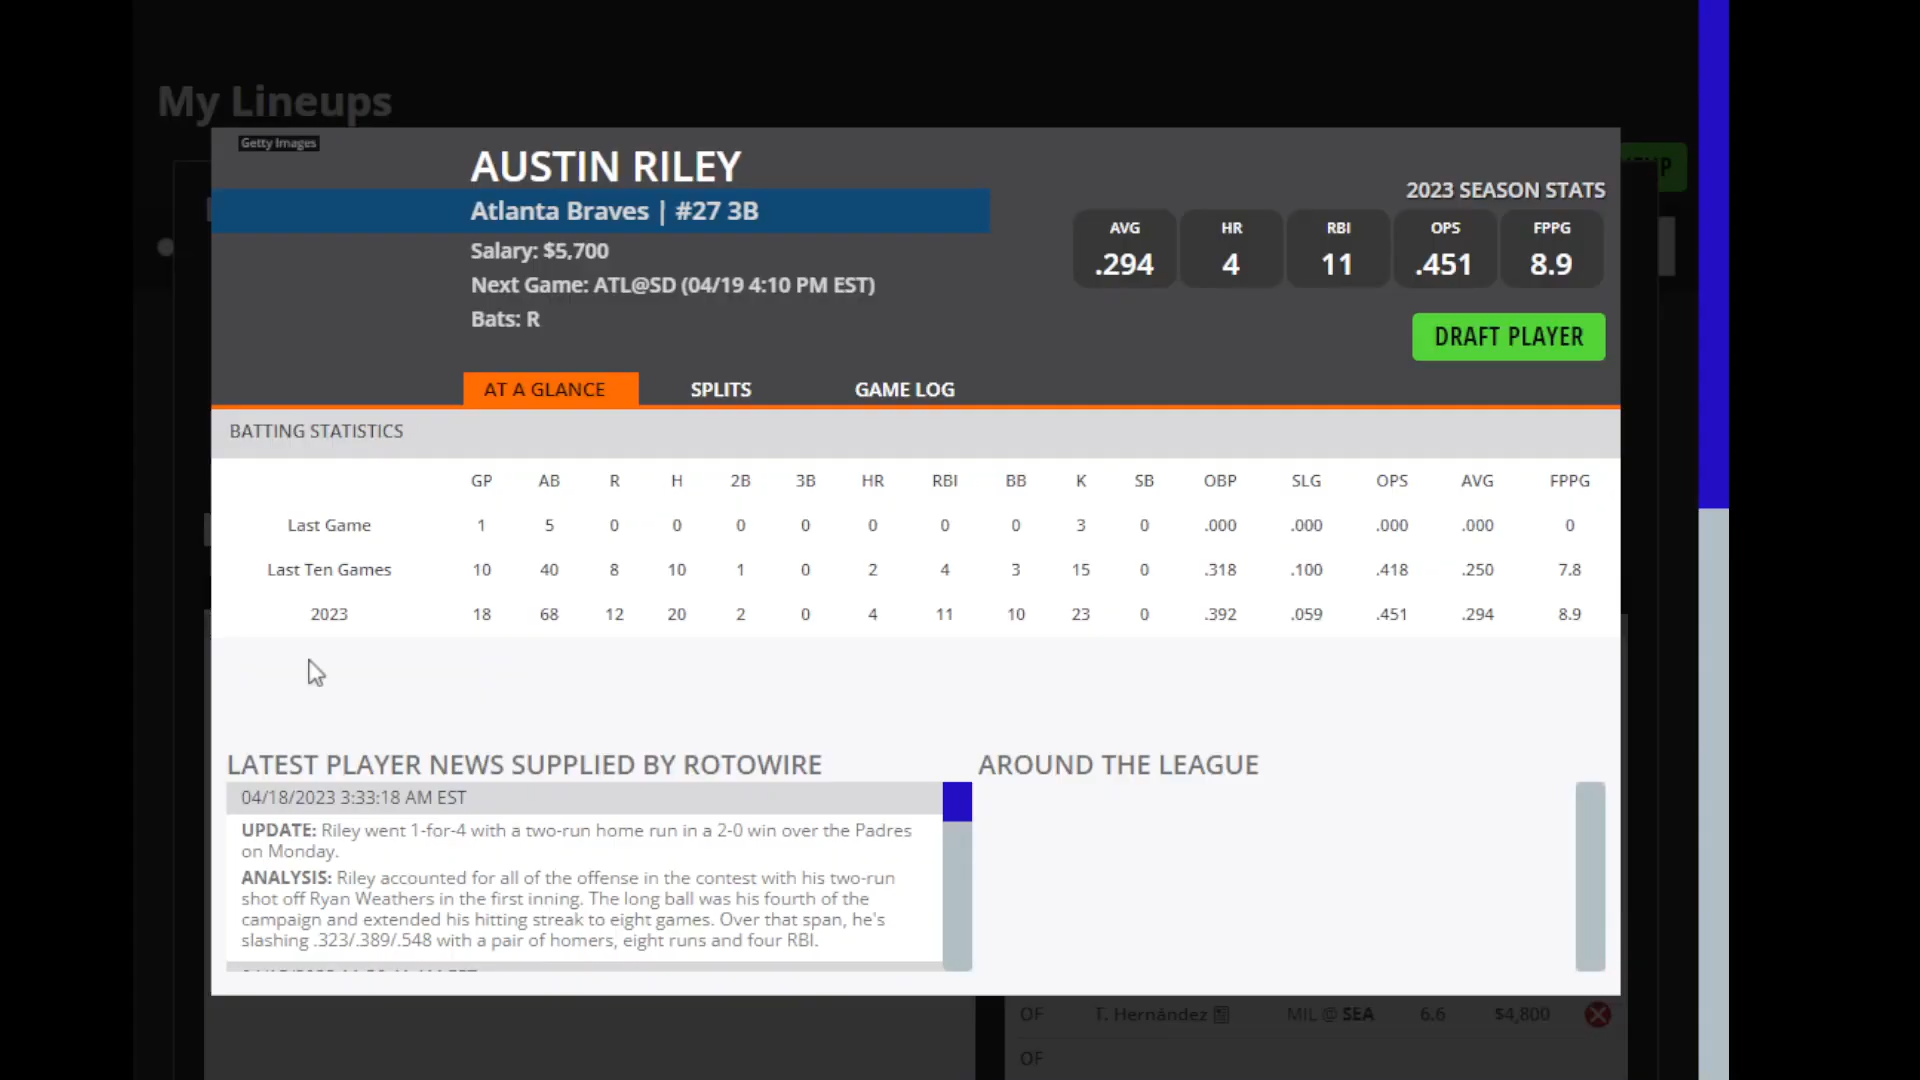 My Lineups
Getty Images
AUSTIN RILEY
Atlanta Braves | #27 3B
Salary: $5,700
Next Game: ATL@SD (04/19 4:10 PM EST)
Bats: R
2023 SEASON STATS
AVG HR RBI OPS FPPG
.294 4 11 .451 8.9
DRAFT PLAYER
AT A GLANCE SPLITS GAME LOG
BATTING STATISTICS
GP AB R H 2B 3B HR RBI BB K SB OBP SLG OPS AVG FPPG
Last Game 1 5 0 0 0 0 0 0 0 3 0 .000 .000 .000 .000 0
Last Ten Games 10 40 8 10 1 0 2 4 3 15 0 .318 .100 .418 .250 7.8
2023 18 68 12 20 2 0 4 11 10 23 0 .392 .059 .451 .294 8.9
LATEST PLAYER NEWS SUPPLIED BY ROTOWIRE
04/18/2023 3:33:18 AM EST
UPDATE: Riley went 1-for-4 with a two-run home run in a 2-0 win over the Padres
on Monday.
ANALYSIS: Riley accounted for all of the offense in the contest with his two-run
shot off Ryan Weathers in the first inning. The long ball was his fourth of the
campaign and extended his hitting streak to eight games. Over that span, he's
slashing .323/.389/.548 with a pair of homers, eight runs and four RBI.
AROUND THE LEAGUE
OF T. Hernández MIL @ SEA 6.6 $4,800
OF